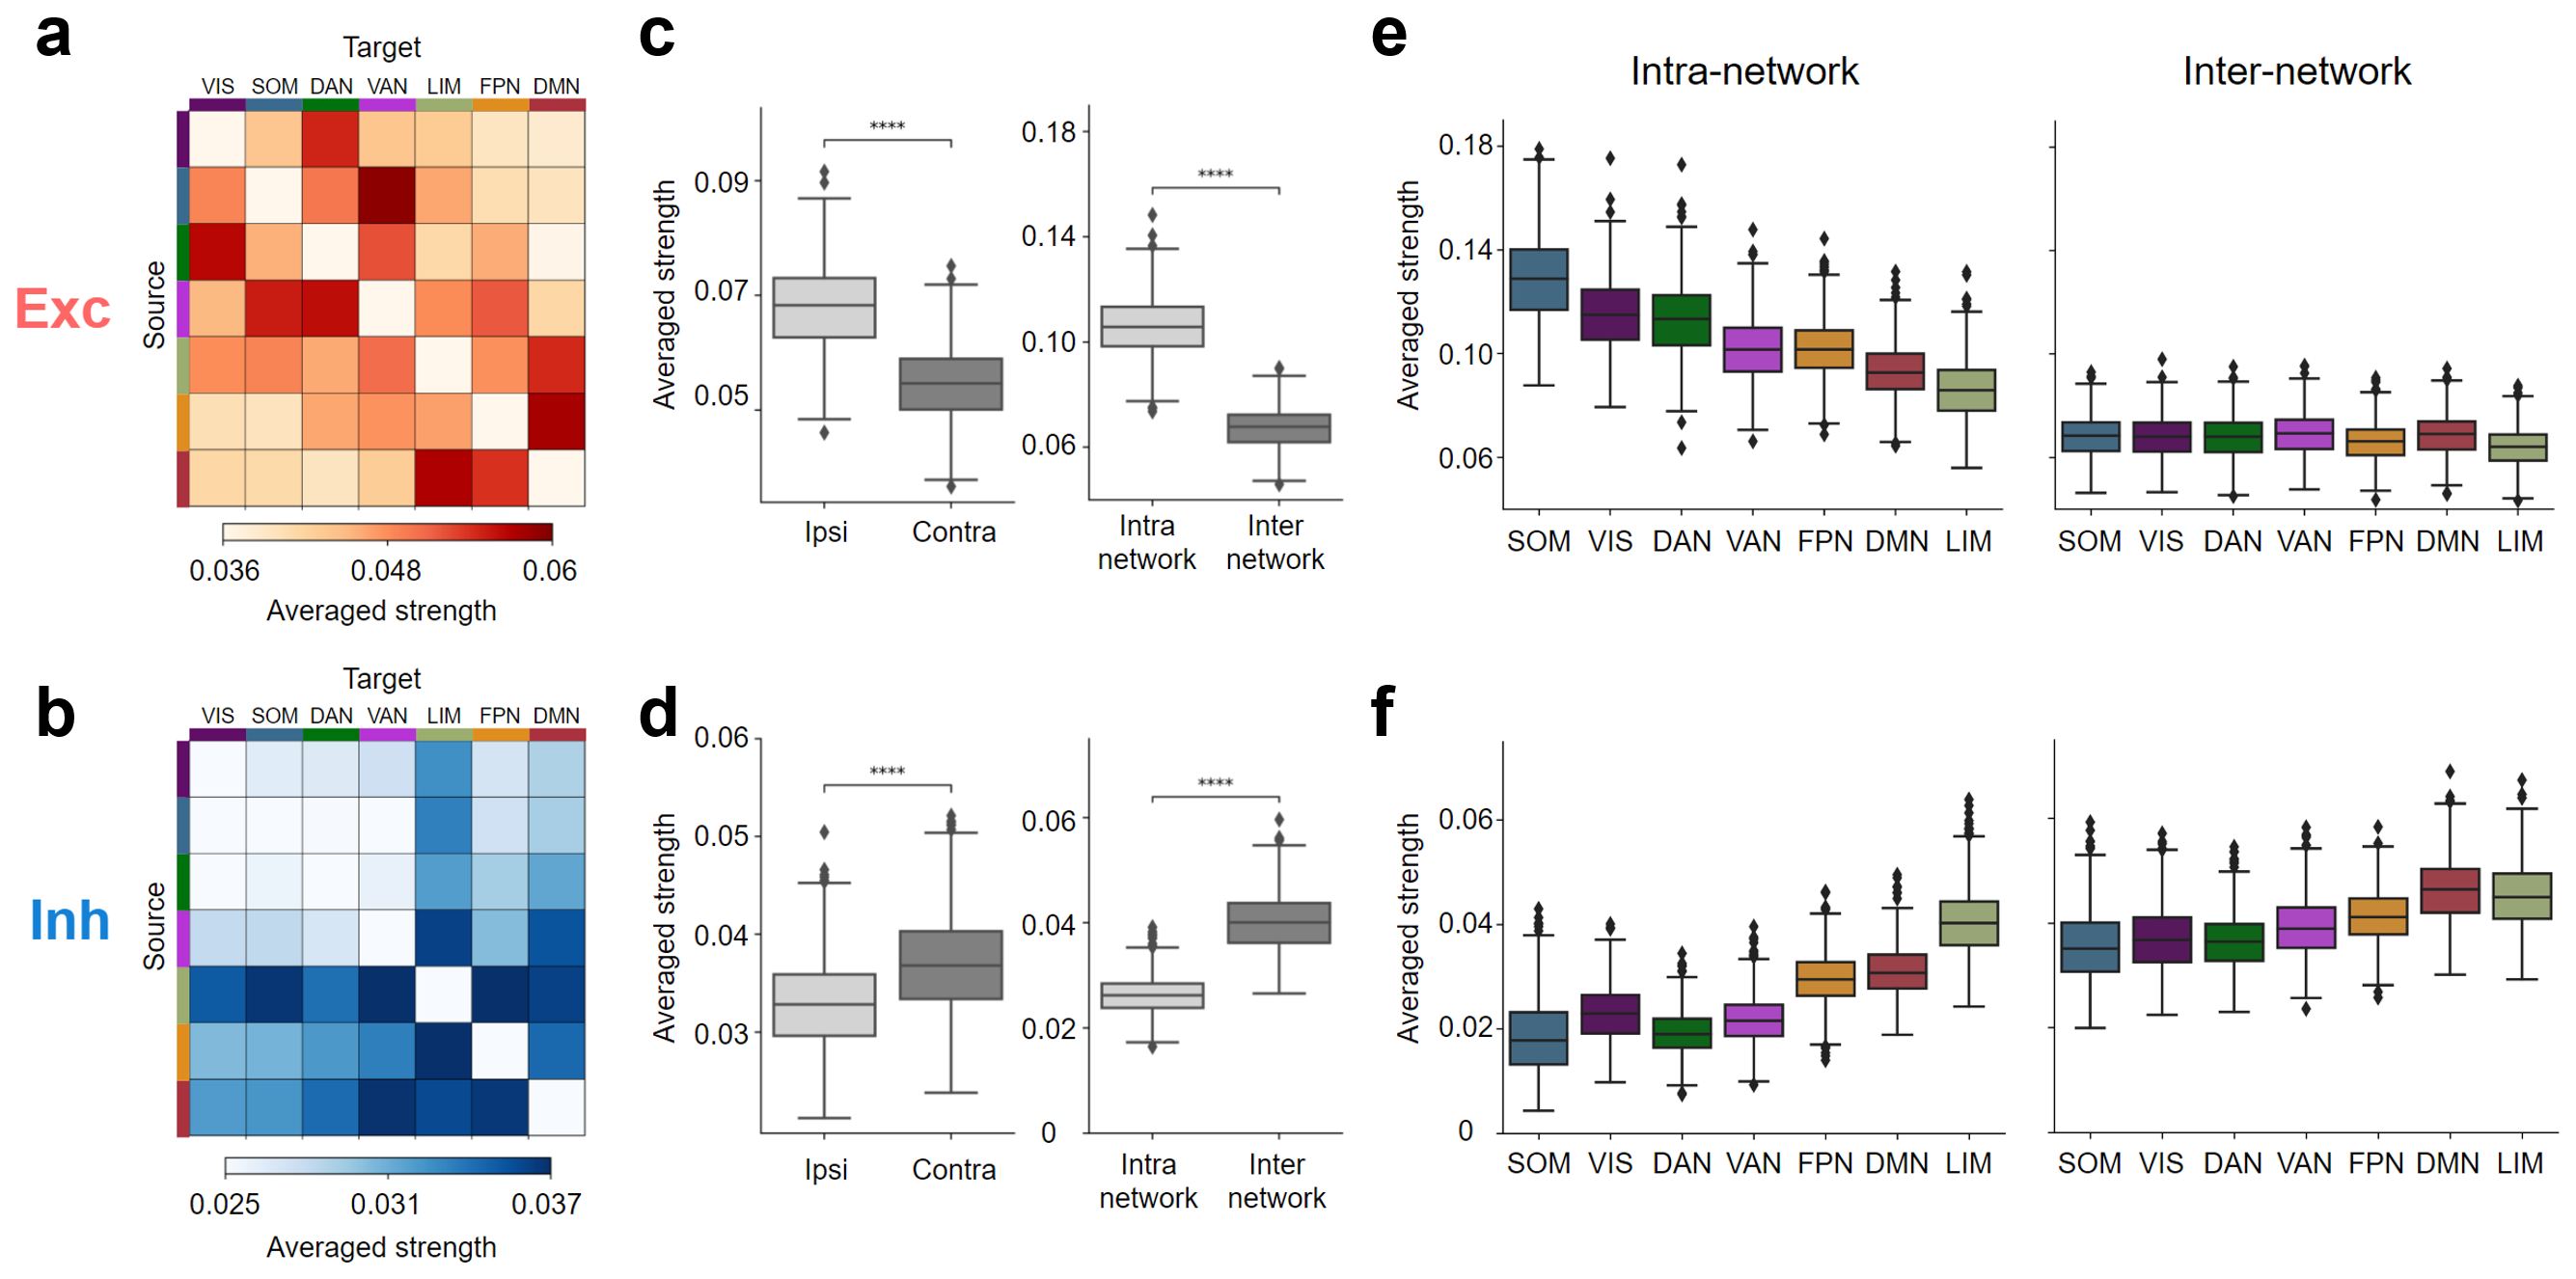 a
Target
VIS SOM DAN VAN LIM FPN DMN
Exc
Source
0.036 0.048 0.06
Averaged strength
b
Target
VIS SOM DAN VAN LIM FPN DMN
Inh
Source
0.025 0.031 0.037
Averaged strength
c
Averaged strength
0.09
0.07
0.05
****
Ipsi Contra
Averaged strength
0.18
0.14
0.10
0.06
****
Intra network
Inter network
d
Averaged strength
0.06
0.05
0.04
0.03
****
Ipsi Contra
Averaged strength
0.06
0.04
0.02
0
****
Intra network
Inter network
e
Intra-network
Averaged strength
0.18
0.14
0.10
0.06
SOM VIS DAN VAN FPN DMN LIM
Inter-network
SOM VIS DAN VAN FPN DMN LIM
f
Averaged strength
0.06
0.04
0.02
0
SOM VIS DAN VAN FPN DMN LIM
SOM VIS DAN VAN FPN DMN LIM